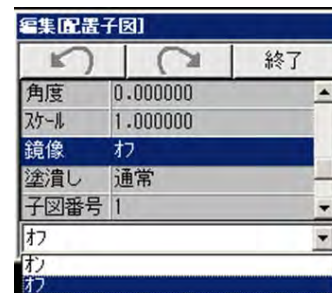 編集[配置子図]
終了
角度 0.000000
ｽｹｰﾙ 1.000000
鏡像 ｵﾌ
塗潰し 通常
子図番号 1
ｵﾌ
ｵﾝ
ｵﾌ